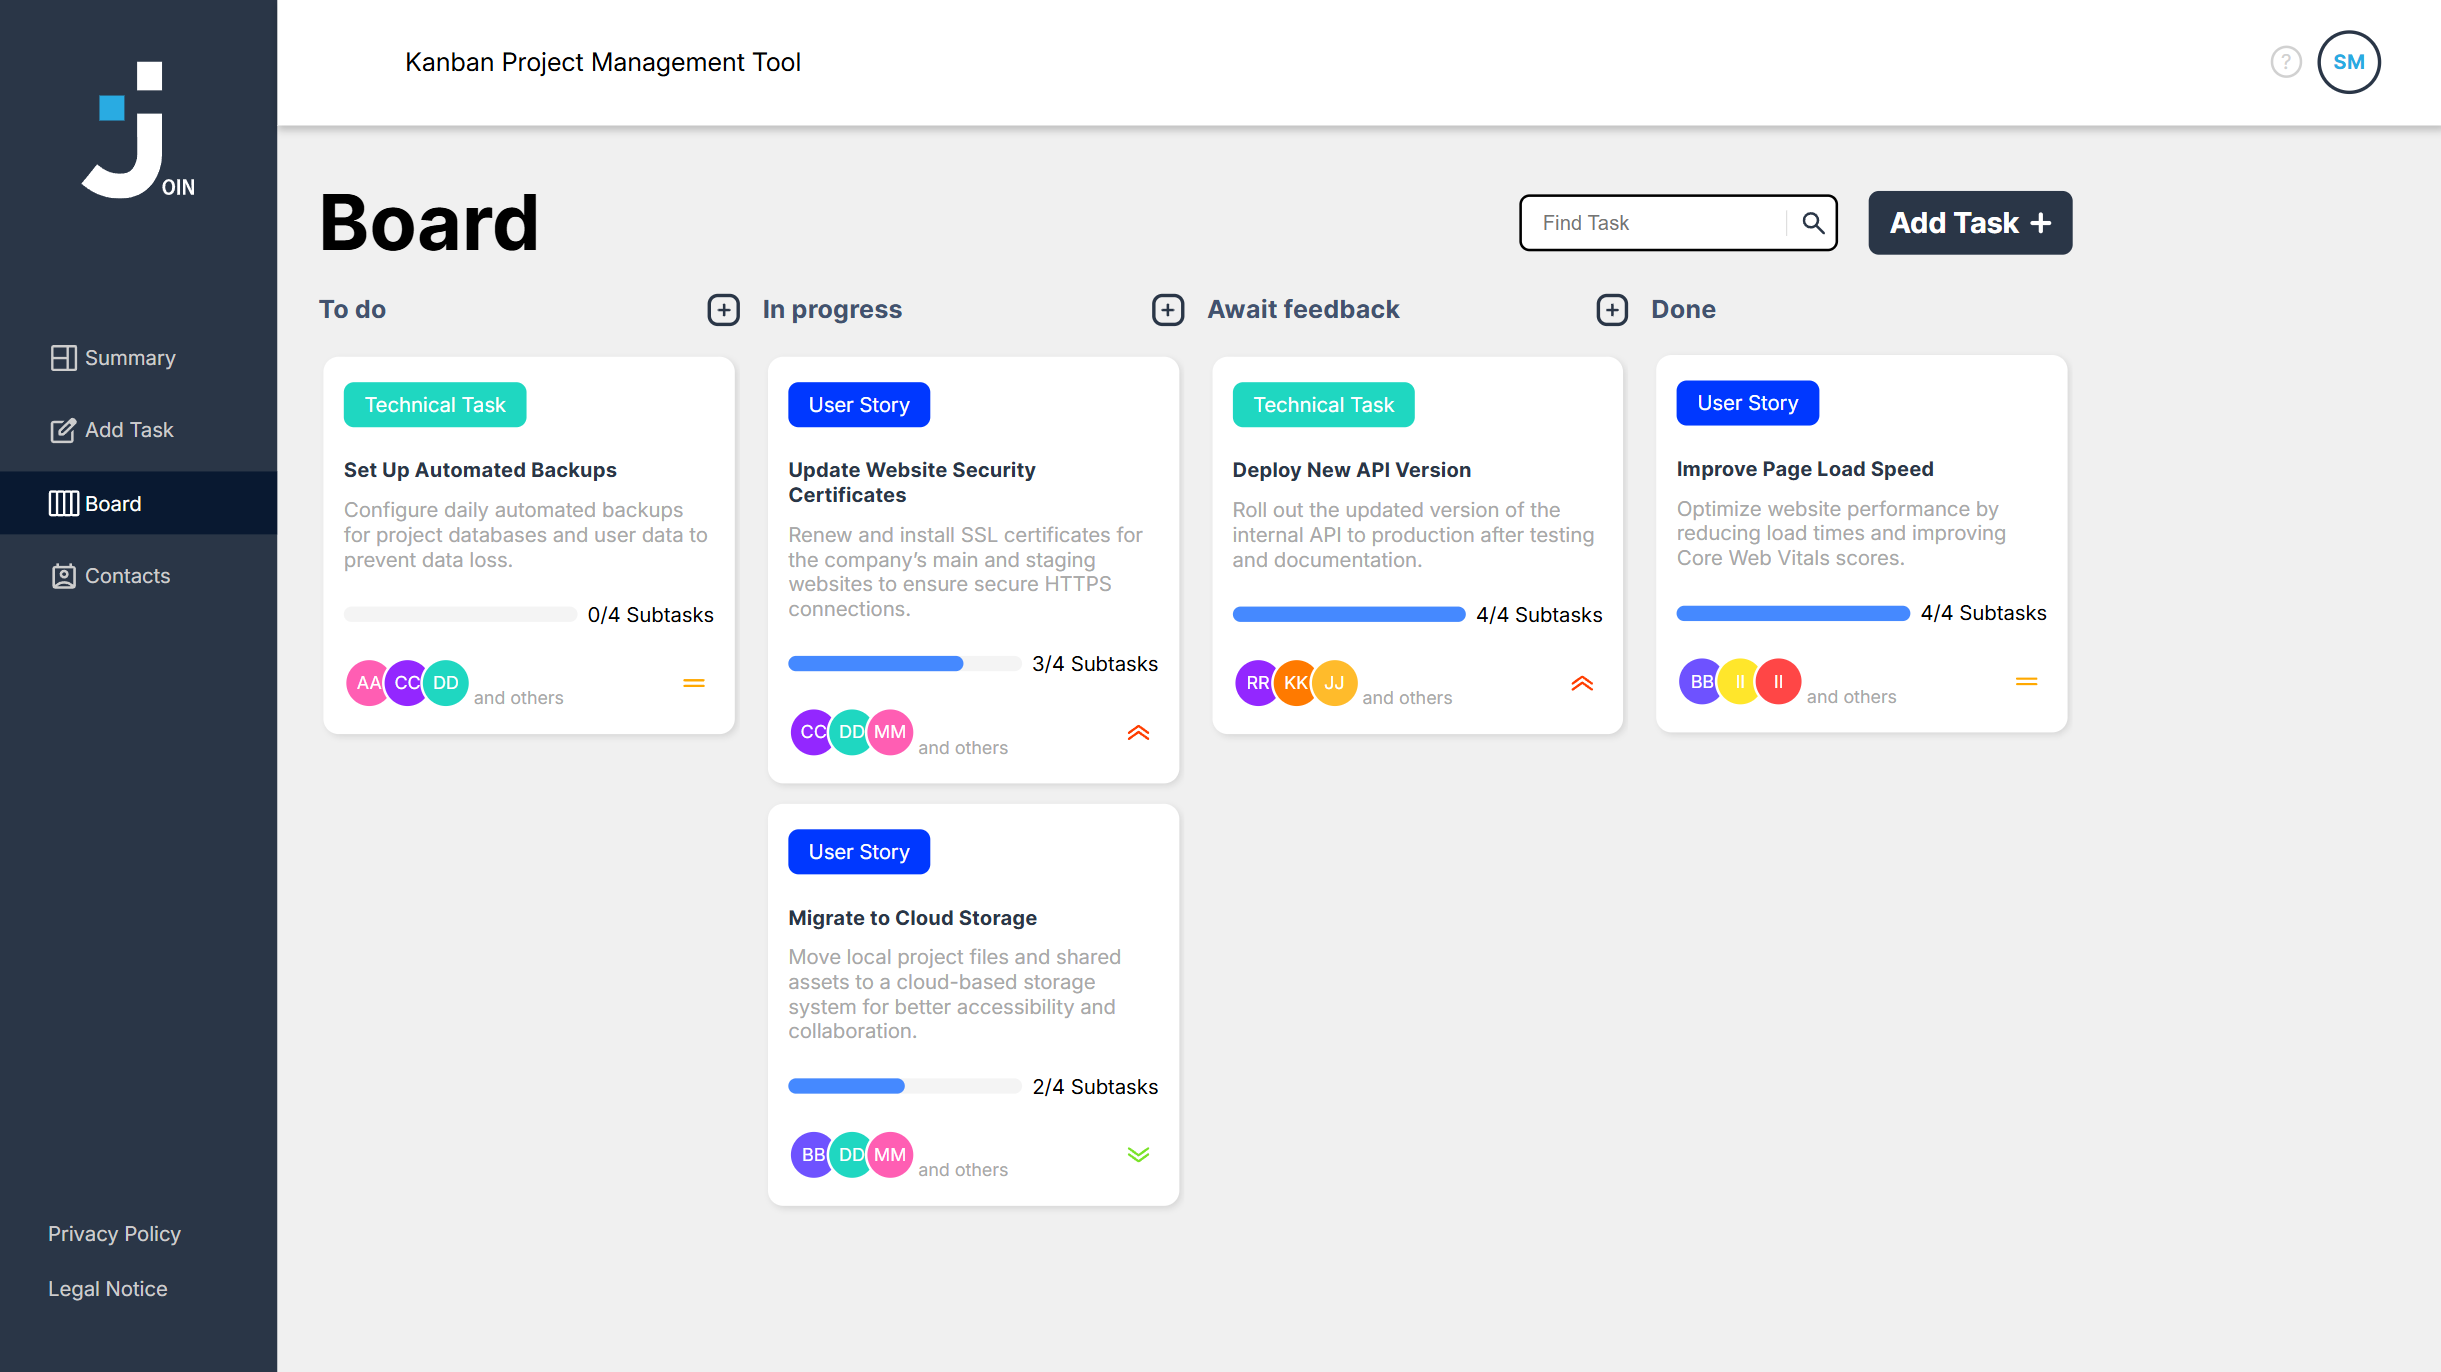 OIN
Summary
Add Task
Board
Contacts
Privacy Policy
Legal Notice
Kanban Project Management Tool
?
SM
Board
Find Task
Add Task +
To do
Technical Task
Set Up Automated Backups
Configure daily automated backups
for project databases and user data to
prevent data loss.
0/4 Subtasks
AA CC DD and others
In progress
User Story
Update Website Security
Certificates
Renew and install SSL certificates for
the company’s main and staging
websites to ensure secure HTTPS
connections.
3/4 Subtasks
CC DD MM and others
User Story
Migrate to Cloud Storage
Move local project files and shared
assets to a cloud-based storage
system for better accessibility and
collaboration.
2/4 Subtasks
BB DD MM and others
Await feedback
Technical Task
Deploy New API Version
Roll out the updated version of the
internal API to production after testing
and documentation.
4/4 Subtasks
RR KK JJ and others
Done
User Story
Improve Page Load Speed
Optimize website performance by
reducing load times and improving
Core Web Vitals scores.
4/4 Subtasks
BB II II and others